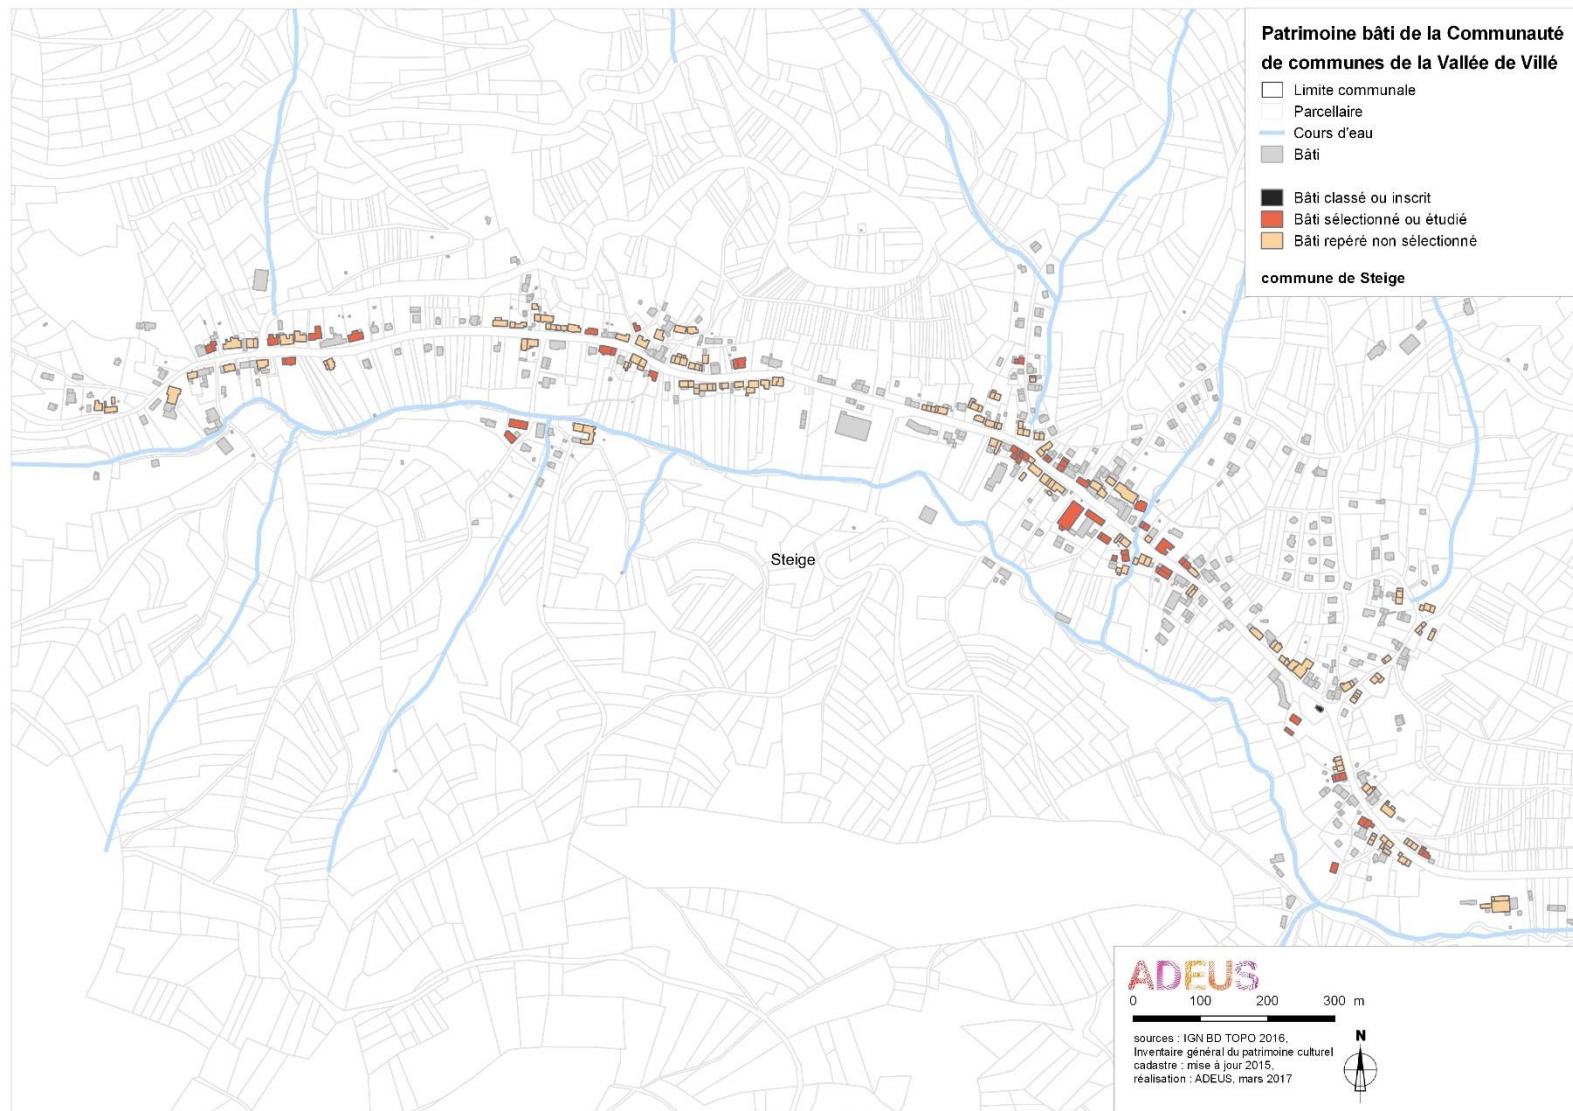 Patrimoine bâti de la Communauté
de communes de la Vallée de Villé
Limite communale
Parcellaire
Cours d'eau
Bâti
Bâti classé ou inscrit
Bâti sélectionné ou étudié
Bâti repéré non sélectionné
commune de Steige
Steige
ADEUS
0 100 200 300 m
sources : IGN BD TOPO 2016,
Inventaire général du patrimoine culturel
cadastre : mise à jour 2015,
réalisation : ADEUS, mars 2017
N